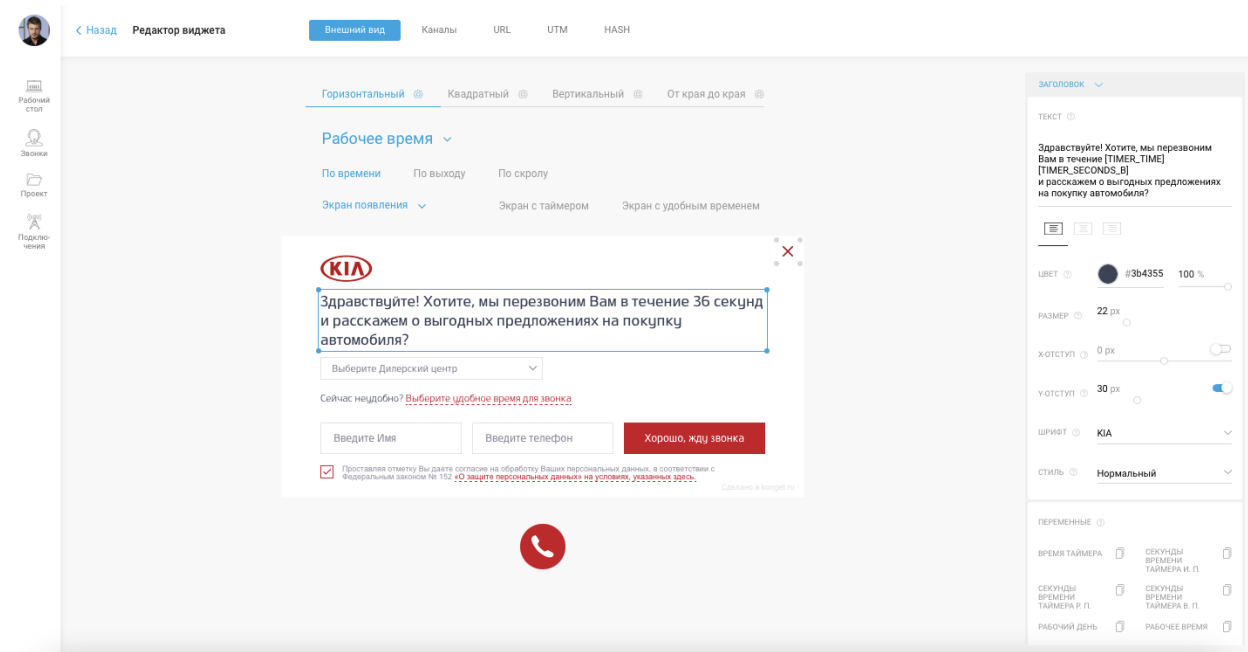 Назад Редактор виджета Внешний вид Каналы URL UTM HASH
Рабочий
стол
Звонки
Проект
Подклю-
чения
Горизонтальный Квадратный Вертикальный От края до края
Рабочее время
По времени По выходу По скролу
Экран появления Экран с таймером Экран с удобным временем
KIA
Здравствуйте! Хотите, мы перезвоним Вам в течение 36 секунд
и расскажем о выгодных предложениях на покупку
автомобиля?
Выберите Дилерский центр
Сейчас неудобно? Выберите удобное время для звонка
Введите Имя Введите телефон Хорошо, жду звонка
Проставляя отметку Вы даете согласие на обработку Ваших персональных данных, в соответствии с
Федеральным законом № 152 «О защите персональных данных» на условиях, указанных здесь.
Сделано в konget.ru
ЗАГОЛОВОК
ТЕКСТ
Здравствуйте! Хотите, мы перезвоним
Вам в течение [TIMER_TIME]
[TIMER_SECONDS_B]
и расскажем о выгодных предложениях
на покупку автомобиля?
ЦВЕТ #3b4355 100 %
РАЗМЕР 22 px
X-ОТСТУП 0 px
Y-ОТСТУП 30 px
ШРИФТ KIA
СТИЛЬ Нормальный
ПЕРЕМЕННЫЕ
ВРЕМЯ ТАЙМЕРА
СЕКУНДЫ
ВРЕМЕНИ
ТАЙМЕРА И. П.
СЕКУНДЫ
ВРЕМЕНИ
ТАЙМЕРА Р. П.
СЕКУНДЫ
ВРЕМЕНИ
ТАЙМЕРА В. П.
РАБОЧИЙ ДЕНЬ
РАБОЧЕЕ ВРЕМЯ